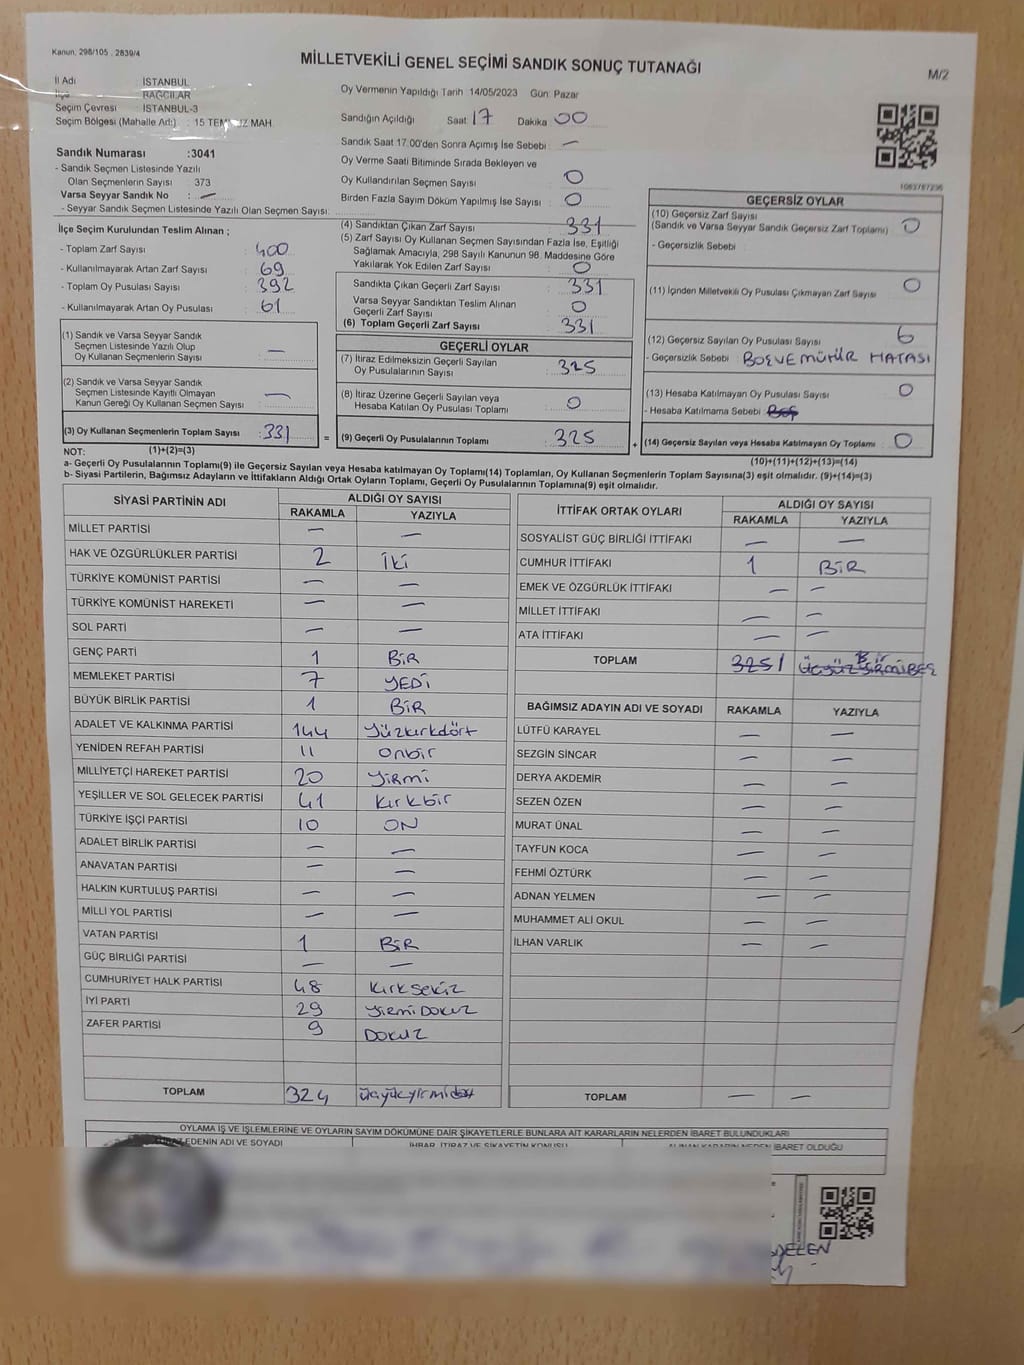 Kanun, 298/105 , 2839/4
MİLLETVEKİLİ GENEL SEÇİMİ SANDIK SONUÇ TUTANAĞI
M/2
İl Adı : İSTANBUL
İlçe : BAĞCILAR
Seçim Çevresi : İSTANBUL-3
Seçim Bölgesi (Mahalle Adı) : 15 TEMMUZ MAH.
Oy Vermenin Yapıldığı Tarih 14/05/2023 Gün: Pazar
Sandığın Açıldığı Saat 17 Dakika 00
Sandık Saat 17.00'den Sonra Açımış İse Sebebi : —
Oy Verme Saati Bitiminde Sırada Bekleyen ve
Oy Kullandırılan Seçmen Sayısı : 0
Birden Fazla Sayım Döküm Yapılmış İse Sayısı : 0
Sandık Numarası :3041
- Sandık Seçmen Listesinde Yazılı
Olan Seçmenlerin Sayısı : 373
Varsa Seyyar Sandık No : —
- Seyyar Sandık Seçmen Listesinde Yazılı Olan Seçmen Sayısı:
İlçe Seçim Kurulundan Teslim Alınan ;
- Toplam Zarf Sayısı : 400
- Kullanılmayarak Artan Zarf Sayısı : 69
- Toplam Oy Pusulası Sayısı : 392
- Kullanılmayarak Artan Oy Pusulası : 61
(1) Sandık ve Varsa Seyyar Sandık
Seçmen Listesinde Yazılı Olup
Oy Kullanan Seçmenlerin Sayısı : —
(2) Sandık ve Varsa Seyyar Sandık
Seçmen Listesinde Kayıtlı Olmayan
Kanun Gereği Oy Kullanan Seçmen Sayısı : —
(3) Oy Kullanan Seçmenlerin Toplam Sayısı : 331
(1)+(2)=(3)
(4) Sandıktan Çıkan Zarf Sayısı : 331
(5) Zarf Sayısı Oy Kullanan Seçmen Sayısından Fazla İse, Eşitliği
Sağlamak Amacıyla, 298 Sayılı Kanunun 98. Maddesine Göre
Yakılarak Yok Edilen Zarf Sayısı : 0
Sandıkta Çıkan Geçerli Zarf Sayısı : 331
Varsa Seyyar Sandıktan Teslim Alınan
Geçerli Zarf Sayısı : 0
(6) Toplam Geçerli Zarf Sayısı : 331
GEÇERLİ OYLAR
(7) İtiraz Edilmeksizin Geçerli Sayılan
Oy Pusulalarının Sayısı : 325
(8) İtiraz Üzerine Geçerli Sayılan veya
Hesaba Katılan Oy Pusulası Toplamı : 0
= (9) Geçerli Oy Pusulalarının Toplamı : 325 +
1063787236
GEÇERSİZ OYLAR
(10) Geçersiz Zarf Sayısı
(Sandık ve Varsa Seyyar Sandık Geçersiz Zarf Toplamı) : 0
- Geçersizlik Sebebi :
(11) İçinden Milletvekili Oy Pusulası Çıkmayan Zarf Sayısı : 0
(12) Geçersiz Sayılan Oy Pusulası Sayısı : 6
- Geçersizlik Sebebi : BOŞ VE MÜHÜR HATASI
(13) Hesaba Katılmayan Oy Pusulası Sayısı : 0
- Hesaba Katılmama Sebebi : BOŞ
(14) Geçersiz Sayılan veya Hesaba Katılmayan Oy Toplamı : 0
(10)+(11)+(12)+(13)=(14)
NOT:
a- Geçerli Oy Pusulalarının Toplamı(9) ile Geçersiz Sayılan veya Hesaba katılmayan Oy Toplamı(14) Toplamları, Oy Kullanan Seçmenlerin Toplam Sayısına(3) eşit olmalıdır. (9)+(14)=(3)
b- Siyasi Partilerin, Bağımsız Adayların ve İttifakların Aldığı Ortak Oyların Toplamı, Geçerli Oy Pusulalarının Toplamına(9) eşit olmalıdır.
SİYASİ PARTİNİN ADI ALDIĞI OY SAYISI
RAKAMLA YAZIYLA
MİLLET PARTİSİ — —
HAK VE ÖZGÜRLÜKLER PARTİSİ 2 İki
TÜRKİYE KOMÜNİST PARTİSİ — —
TÜRKİYE KOMÜNİST HAREKETİ — —
SOL PARTİ — —
GENÇ PARTİ 1 BİR
MEMLEKET PARTİSİ 7 YEDİ
BÜYÜK BİRLİK PARTİSİ 1 BİR
ADALET VE KALKINMA PARTİSİ 144 Yüzkırkdört
YENİDEN REFAH PARTİSİ 11 Onbir
MİLLİYETÇİ HAREKET PARTİSİ 20 YİRMİ
YEŞİLLER VE SOL GELECEK PARTİSİ 41 Kırkbir
TÜRKİYE İŞÇİ PARTİSİ 10 ON
ADALET BİRLİK PARTİSİ — —
ANAVATAN PARTİSİ — —
HALKIN KURTULUŞ PARTİSİ — —
MİLLİ YOL PARTİSİ — —
VATAN PARTİSİ 1 BİR
GÜÇ BİRLİĞİ PARTİSİ — —
CUMHURİYET HALK PARTİSİ 48 Kırksekiz
İYİ PARTİ 29 YİRMİ DOKUZ
ZAFER PARTİSİ 9 DOKUZ
TOPLAM 324 üçyüzyirmidört
İTTİFAK ORTAK OYLARI ALDIĞI OY SAYISI
RAKAMLA YAZIYLA
SOSYALİST GÜÇ BİRLİĞİ İTTİFAKI — —
CUMHUR İTTİFAKI 1 BİR
EMEK VE ÖZGÜRLÜK İTTİFAKI — —
MİLLET İTTİFAKI — —
ATA İTTİFAKI — —
TOPLAM 325 1 ÜÇYÜZ YİRMİBEŞ Bir
BAĞIMSIZ ADAYIN ADI VE SOYADI RAKAMLA YAZIYLA
LÜTFÜ KARAYEL — —
SEZGİN SİNCAR — —
DERYA AKDEMİR — —
SEZEN ÖZEN — —
MURAT ÜNAL — —
TAYFUN KOCA — —
FEHMİ ÖZTÜRK — —
ADNAN YELMEN — —
MUHAMMET ALİ OKUL — —
İLHAN VARLIK — —
TOPLAM — —
OYLAMA İŞ VE İŞLEMLERİNE VE OYLARIN SAYIM DÖKÜMÜNE DAİR ŞİKAYETLERLE BUNLARA AİT KARARLARIN NELERDEN İBARET BULUNDUKLARI
EDENİN ADI VE SOYADI İHBAR, İTİRAZ VE ŞİKAYETİN KONUSU ALINAN KARARIN NEDEN İBARET OLDUĞU